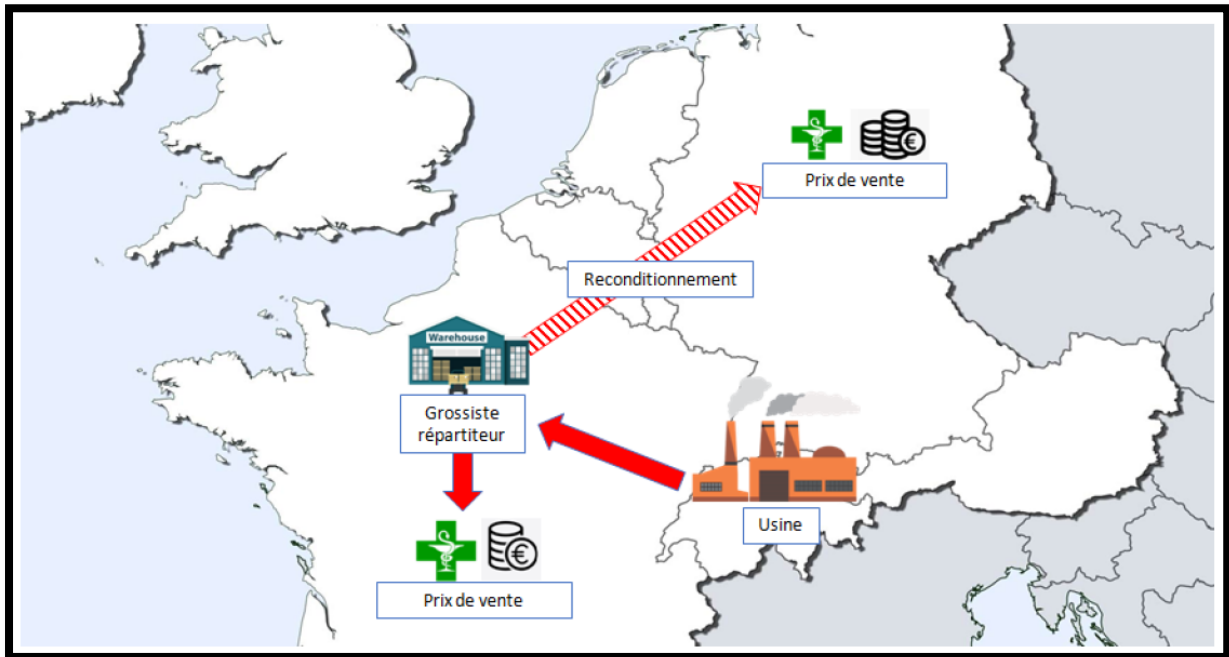 Prix de vente
Reconditionnement
Warehouse
Grossiste
répartiteur
Usine
Prix de vente